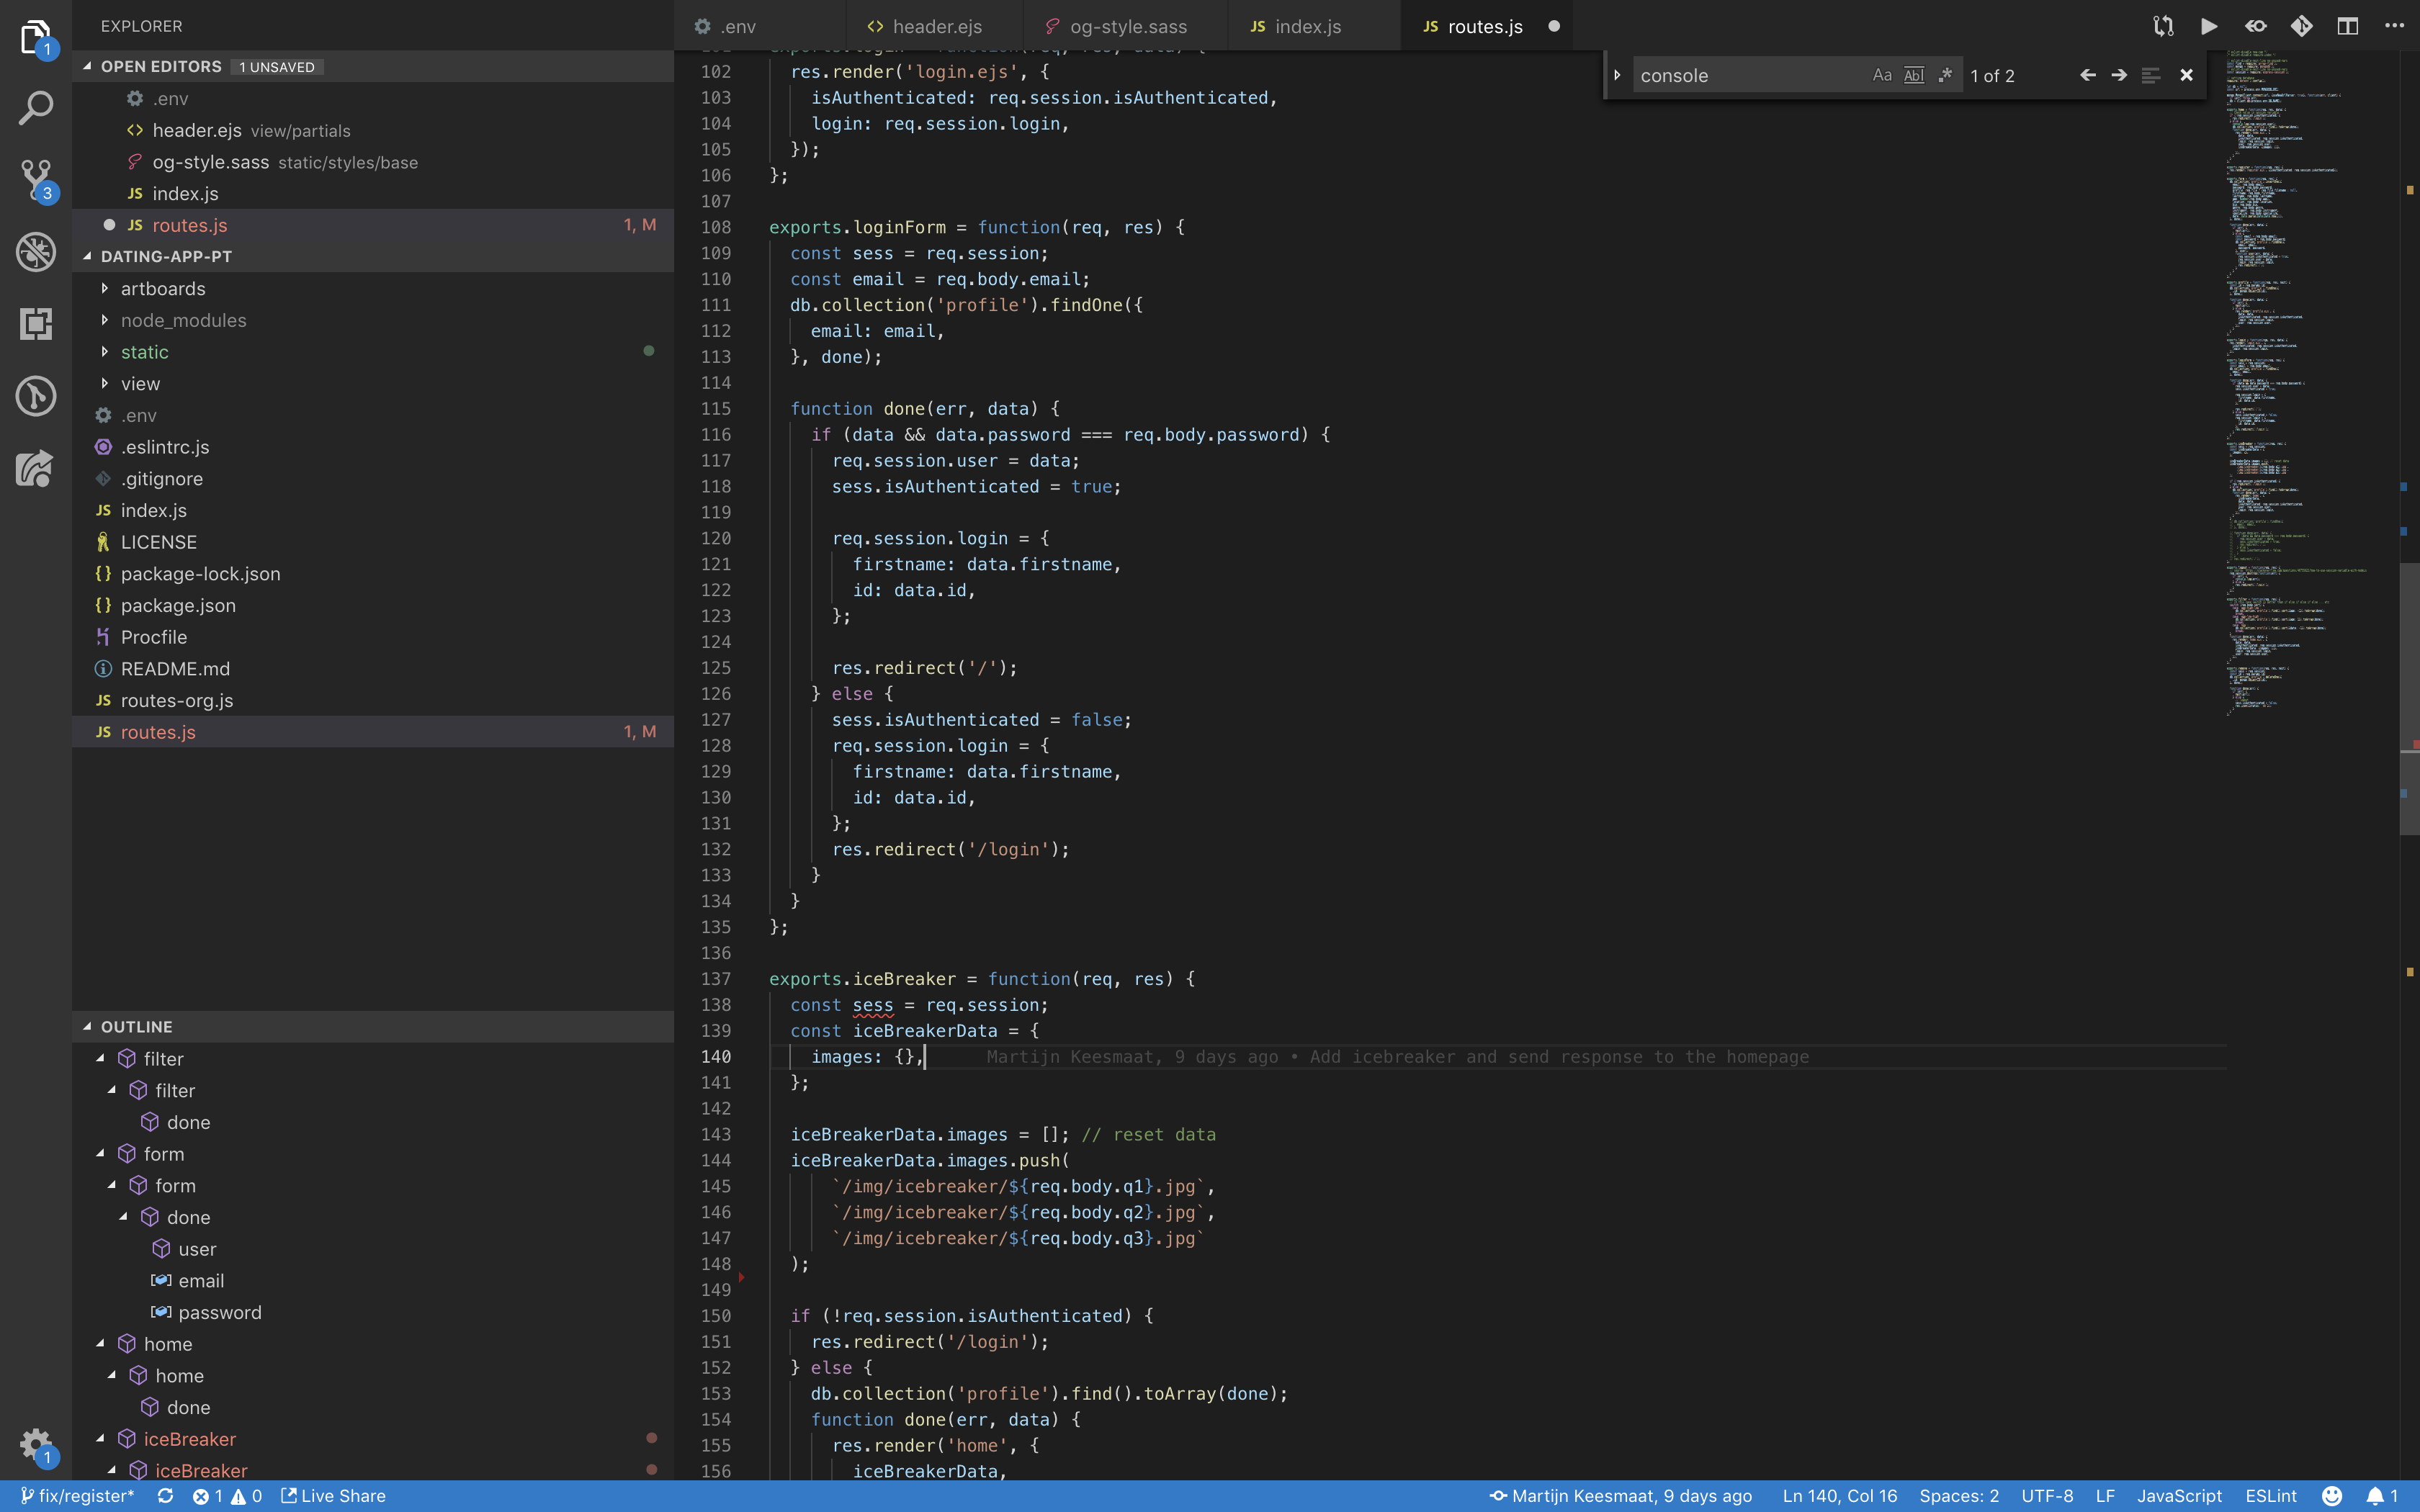 EXPLORER
OPEN EDITORS 1 UNSAVED
.env
header.ejs view/partials
og-style.sass static/styles/base
index.js
routes.js 1, M
DATING-APP-PT
artboards
node_modules
static
view
.env
.eslintrc.js
.gitignore
index.js
LICENSE
package-lock.json
package.json
Procfile
README.md
routes-org.js
routes.js 1, M
OUTLINE
filter
filter
done
form
form
done
user
email
password
home
home
done
iceBreaker
iceBreaker
.env header.ejs og-style.sass JS index.js JS routes.js
console Aa Abl .* 1 of 2
102 res.render('login.ejs', {
103 isAuthenticated: req.session.isAuthenticated,
104 login: req.session.login,
105 });
106 };
107
108 exports.loginForm = function(req, res) {
109 const sess = req.session;
110 const email = req.body.email;
111 db.collection('profile').findOne({
112 email: email,
113 }, done);
114
115 function done(err, data) {
116 if (data && data.password === req.body.password) {
117 req.session.user = data;
118 sess.isAuthenticated = true;
119
120 req.session.login = {
121 firstname: data.firstname,
122 id: data.id,
123 };
124
125 res.redirect('/');
126 } else {
127 sess.isAuthenticated = false;
128 req.session.login = {
129 firstname: data.firstname,
130 id: data.id,
131 };
132 res.redirect('/login');
133 }
134 }
135 };
136
137 exports.iceBreaker = function(req, res) {
138 const sess = req.session;
139 const iceBreakerData = {
140 images: {}, Martijn Keesmaat, 9 days ago • Add icebreaker and send response to the homepage
141 };
142
143 iceBreakerData.images = []; // reset data
144 iceBreakerData.images.push(
145 `/img/icebreaker/${req.body.q1}.jpg`,
146 `/img/icebreaker/${req.body.q2}.jpg`,
147 `/img/icebreaker/${req.body.q3}.jpg`
148 );
149
150 if (!req.session.isAuthenticated) {
151 res.redirect('/login');
152 } else {
153 db.collection('profile').find().toArray(done);
154 function done(err, data) {
155 res.render('home', {
156 iceBreakerData,
fix/register* 1 0 Live Share Martijn Keesmaat, 9 days ago Ln 140, Col 16 Spaces: 2 UTF-8 LF JavaScript ESLint 1